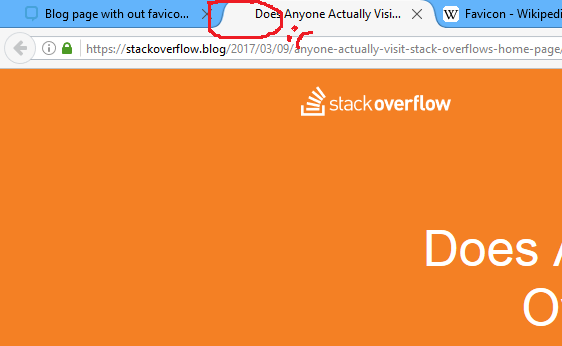 Blog page with out favico... Does Anyone Actually Visi... W Favicon - Wikipedi
https://stackoverflow.blog/2017/03/09/anyone-actually-visit-stack-overflows-home-page/
stackoverflow
Does A
Ov